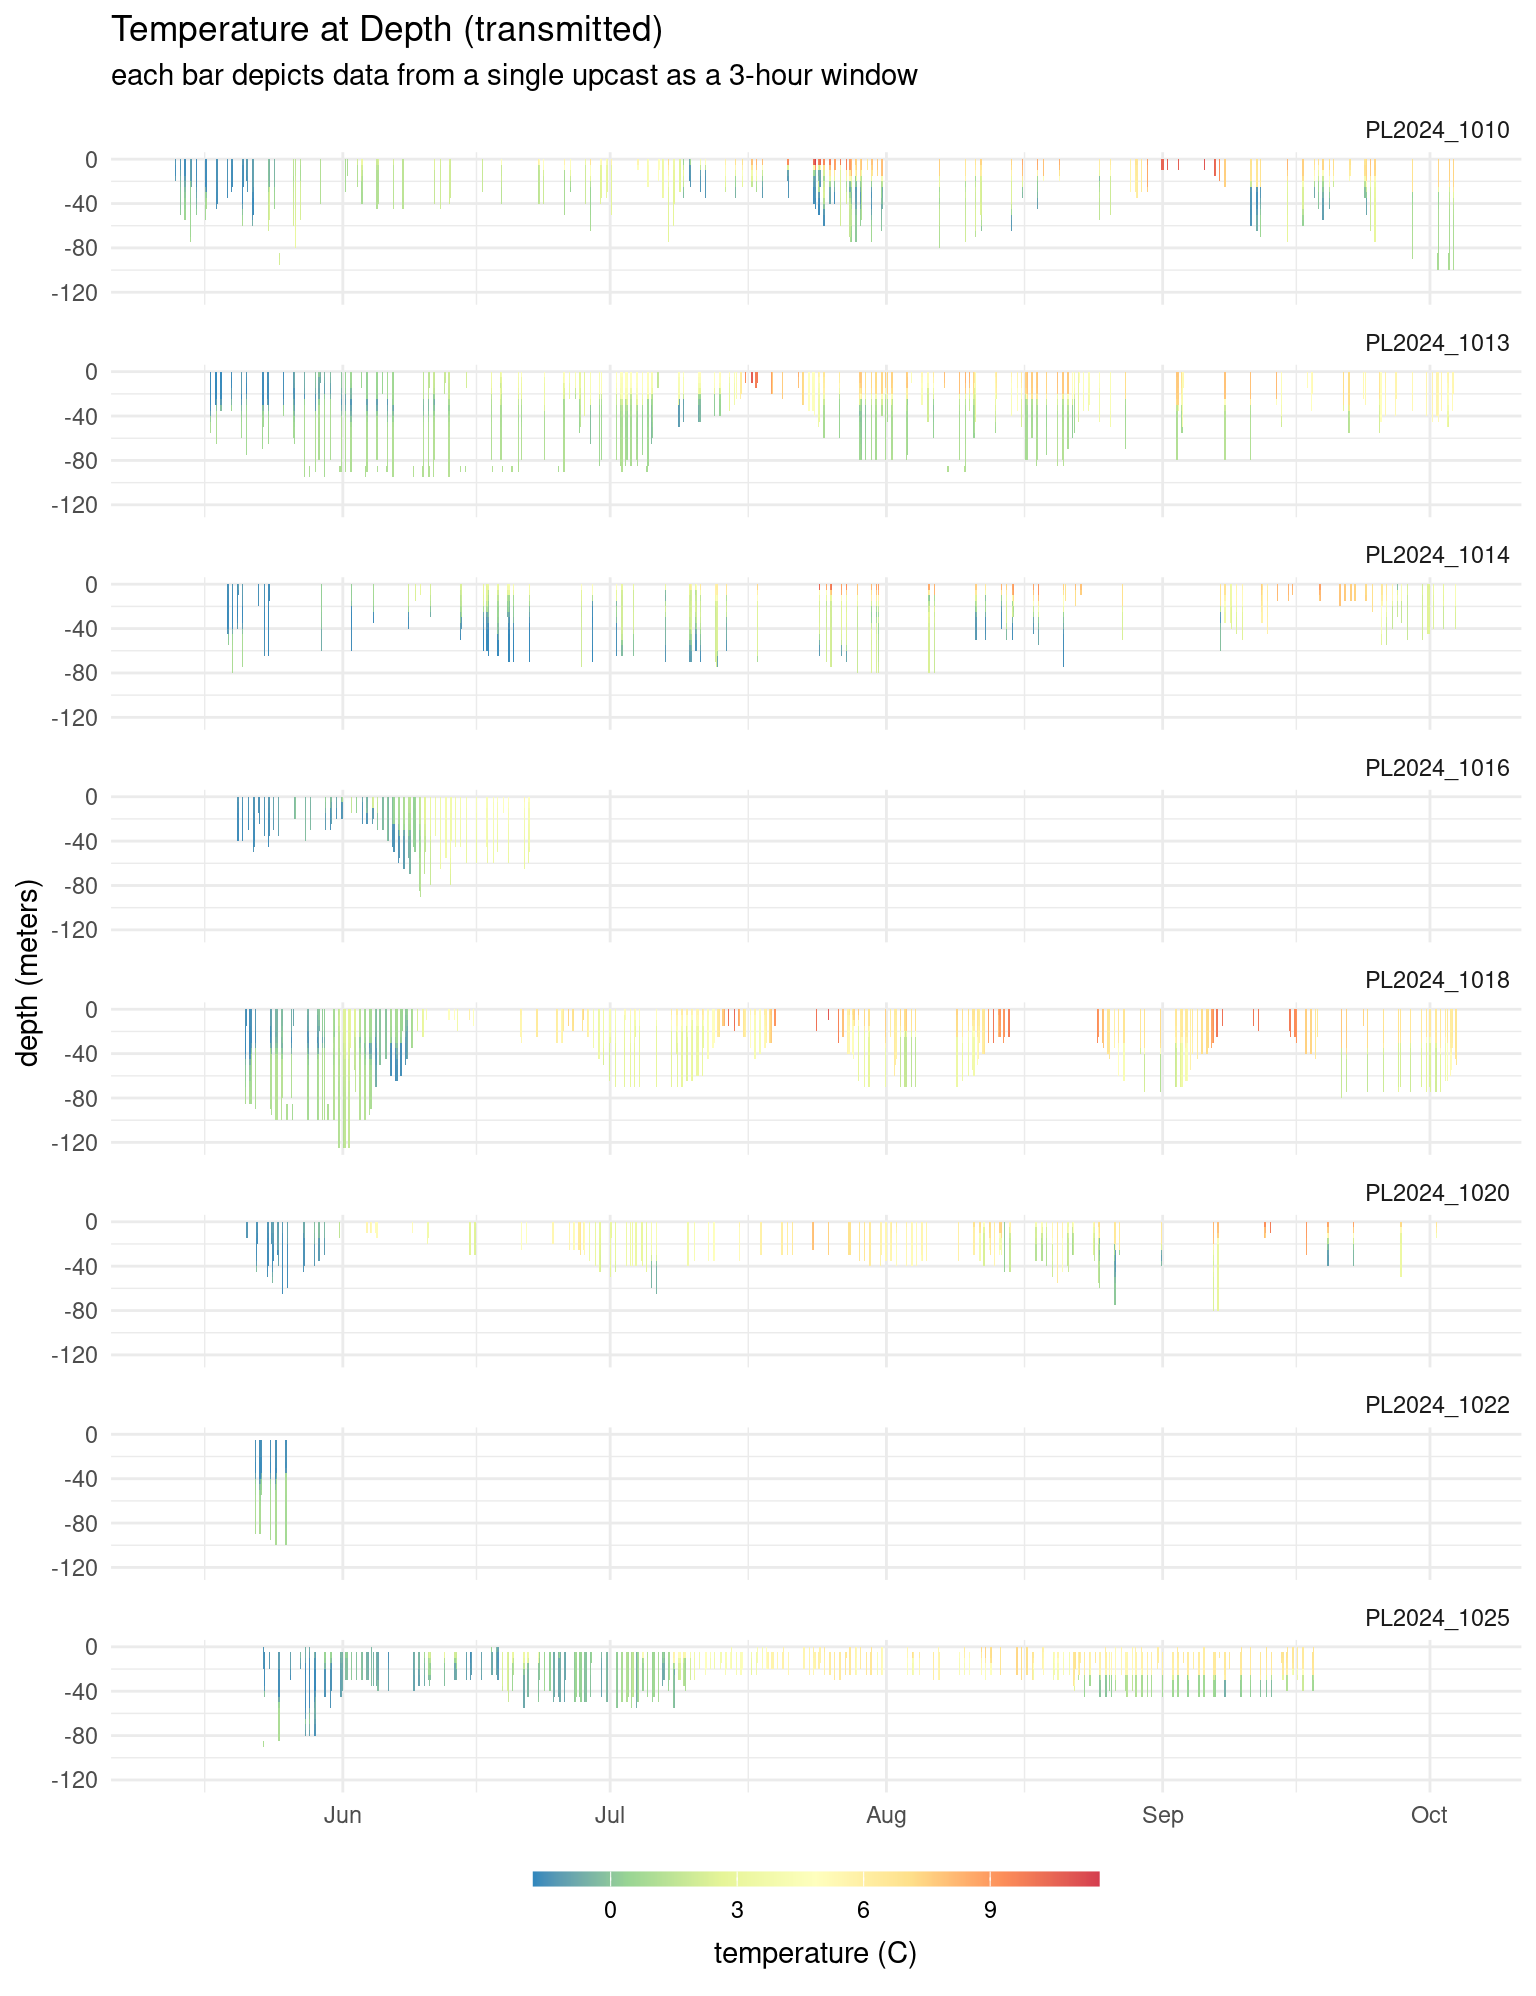 Temperature at Depth (transmitted)
each bar depicts data from a single upcast as a 3-hour window
PL2024_1010
0
-40
-80
-120
PL2024_1013
0
-40
-80
-120
PL2024_1014
0
-40
-80
-120
PL2024_1016
0
-40
-80
-120
depth (meters)
PL2024_1018
0
-40
-80
-120
PL2024_1020
0
-40
-80
-120
PL2024_1022
0
-40
-80
-120
PL2024_1025
0
-40
-80
-120
Jun Jul Aug Sep Oct
0 3 6 9
temperature (C)